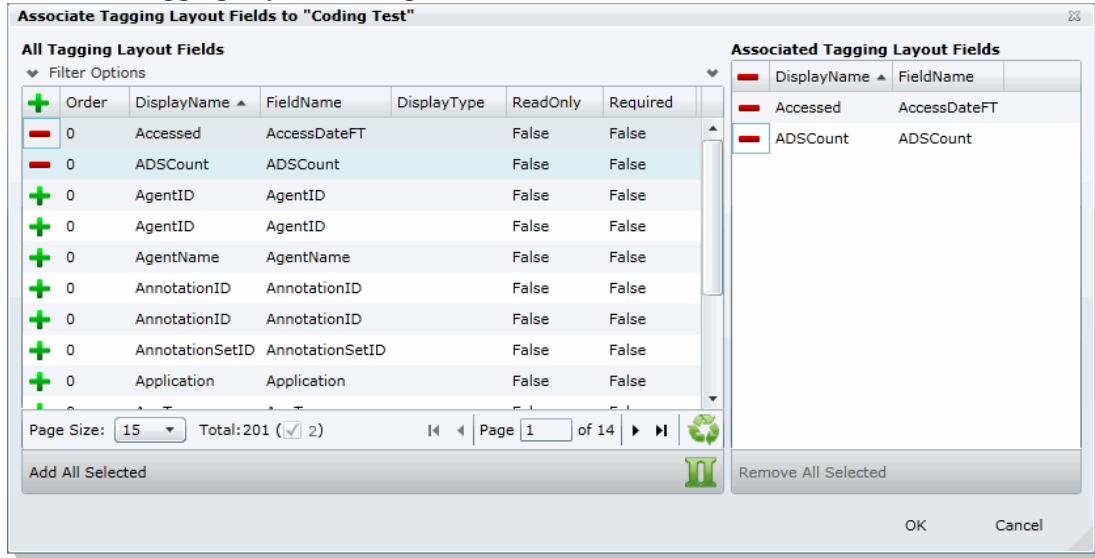 Associate Tagging Layout Fields to "Coding Test"
All Tagging Layout Fields
Filter Options
Order DisplayName FieldName DisplayType ReadOnly Required
0 Accessed AccessDateFT False False
0 ADSCount ADSCount False False
0 AgentID AgentID False False
0 AgentID AgentID False False
0 AgentName AgentName False False
0 AnnotationID AnnotationID False False
0 AnnotationID AnnotationID False False
0 AnnotationSetID AnnotationSetID False False
0 Application Application False False
Page Size: 15 Total:201 ( 2) Page 1 of 14
Add All Selected
Associated Tagging Layout Fields
DisplayName FieldName
Accessed AccessDateFT
ADSCount ADSCount
Remove All Selected
OK Cancel